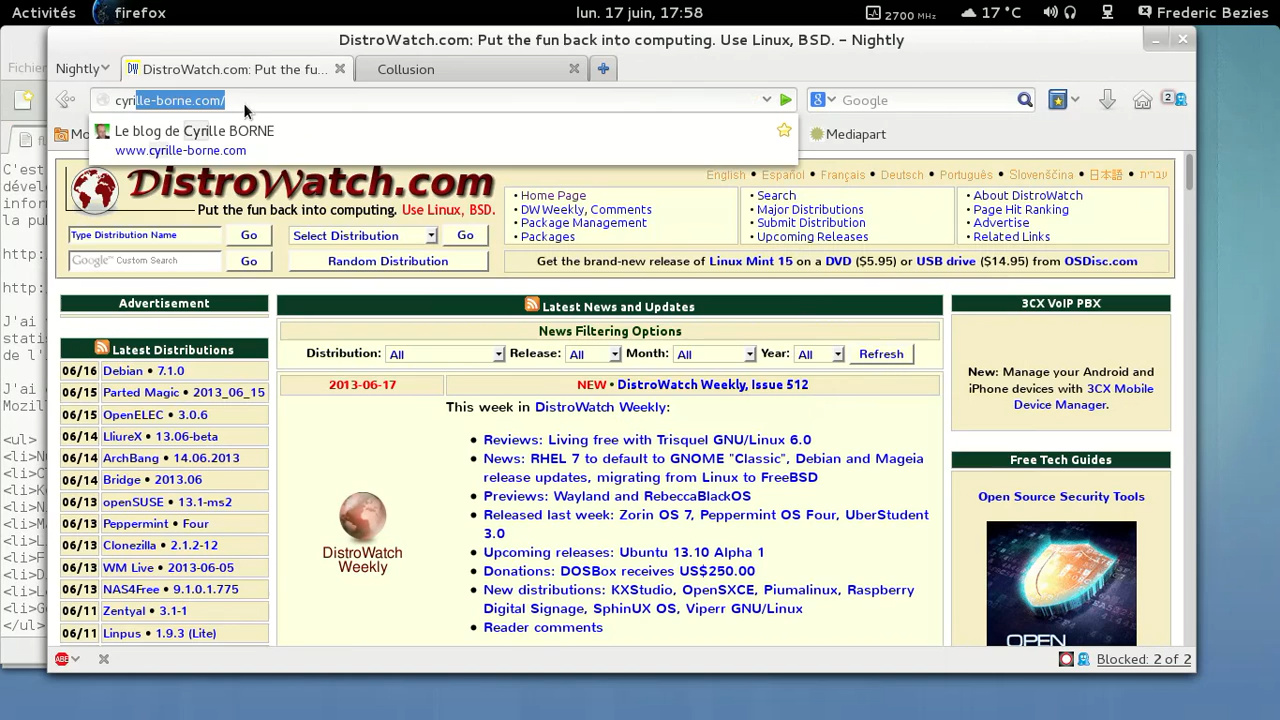 Activités firefox lun. 17 juin, 17:58 2700 MHz 17 °C Frederic Bezies
Fichier
DistroWatch.com: Put the fun back into computing. Use Linux, BSD. - Nightly
Nightly DistroWatch.com: Put the fu... Collusion
cyrille-borne.com/ Google
Le blog de Cyrille BORNE
www.cyrille-borne.com
Mo
Mediapart
DistroWatch.com
Put the fun back into computing. Use Linux, BSD.
English • Español • Français • Deutsch • Português • Slovenščina • 日本語 • עברית
Home Page
DW Weekly, Comments
Package Management
Packages
Search
Major Distributions
Submit Distribution
Upcoming Releases
About DistroWatch
Page Hit Ranking
Advertise
Related Links
Type Distribution Name Go Select Distribution Go
Google™ Custom Search Go Random Distribution
Get the brand-new release of Linux Mint 15 on a DVD ($5.95) or USB drive ($14.95) from OSDisc.com
Advertisement
Latest Distributions
06/16 Debian • 7.1.0
06/15 Parted Magic • 2013_06_15
06/15 OpenELEC • 3.0.6
06/14 LliureX • 13.06-beta
06/14 ArchBang • 14.06.2013
06/14 Bridge • 2013.06
06/13 openSUSE • 13.1-ms2
06/13 Peppermint • Four
06/13 Clonezilla • 2.1.2-12
06/13 WM Live • 2013-06-05
06/13 NAS4Free • 9.1.0.1.775
06/11 Zentyal • 3.1-1
06/11 Linpus • 1.9.3 (Lite)
Latest News and Updates
News Filtering Options
Distribution: All Release: All Month: All Year: All Refresh
2013-06-17 NEW • DistroWatch Weekly, Issue 512
This week in DistroWatch Weekly:
• Reviews: Living free with Trisquel GNU/Linux 6.0
• News: RHEL 7 to default to GNOME "Classic", Debian and Mageia
release updates, migrating from Linux to FreeBSD
• Previews: Wayland and RebeccaBlackOS
• Released last week: Zorin OS 7, Peppermint OS Four, UberStudent
3.0
• Upcoming releases: Ubuntu 13.10 Alpha 1
• Donations: DOSBox receives US$250.00
• New distributions: KXStudio, OpenSXCE, Piumalinux, Raspberry
Digital Signage, SphinUX OS, Viperr GNU/Linux
• Reader comments
DistroWatch
Weekly
3CX VoIP PBX
New: Manage your Android and
iPhone devices with 3CX Mobile
Device Manager.
Free Tech Guides
Open Source Security Tools
OPEN
ABE
Blocked: 2 of 2
C'est
dével
infor
la pu
http:
http:
J'ai
stati
de l'
J'ai
Mozil
<ul>
<li>N
<li>C
<li>K
<li>N
<li>M
<li>F
<li>D
<li>L
<li>G
</ul>